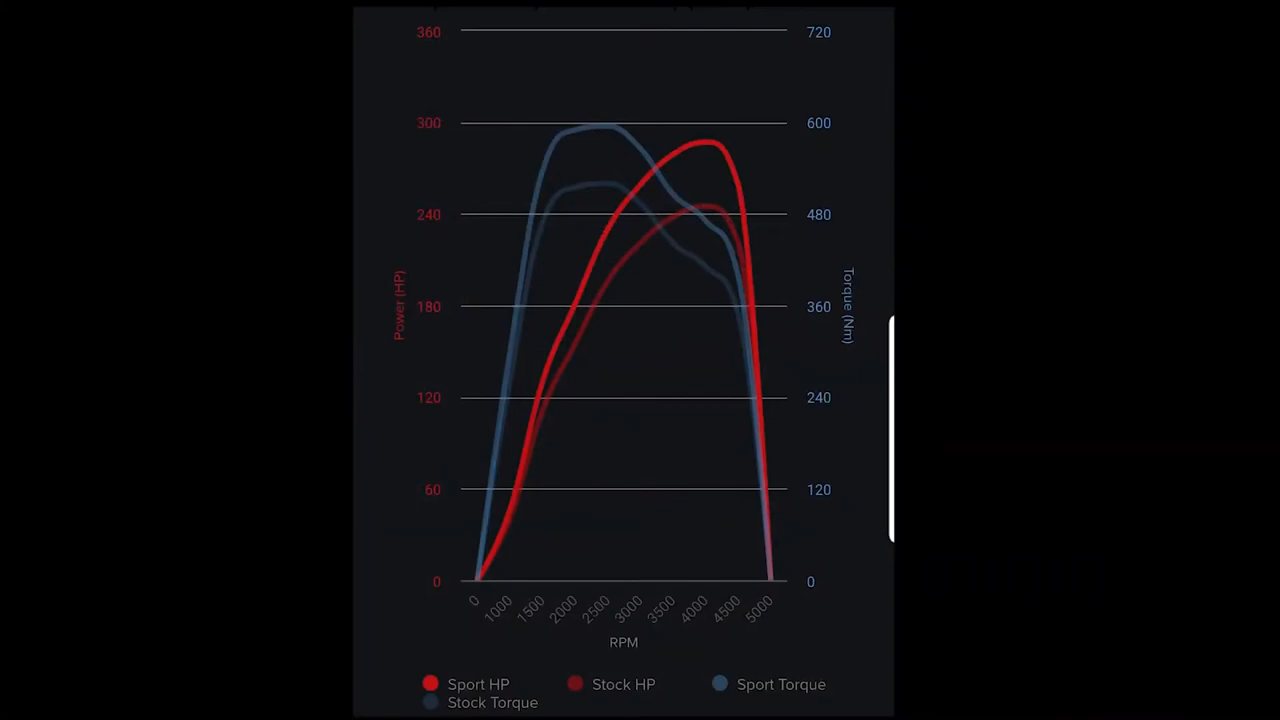 360 720
300 600
240 480
Power (HP) 180 360 Torque (Nm)
120 240
60 120
0 0
0 1000 1500 2000 2500 3000 3500 4000 4500 5000
RPM
Sport HP Stock HP Sport Torque
Stock Torque